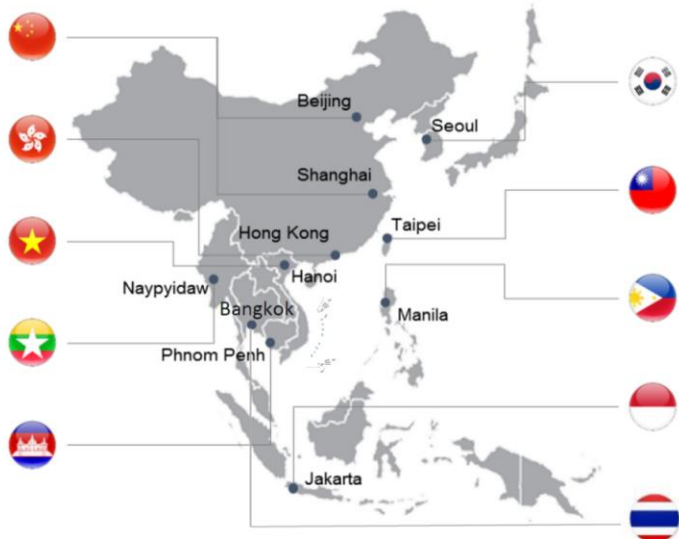 Beijing
Seoul
Shanghai
Taipei
Hong Kong
Hanoi
Naypyidaw
Bangkok
Manila
Phnom Penh
Jakarta